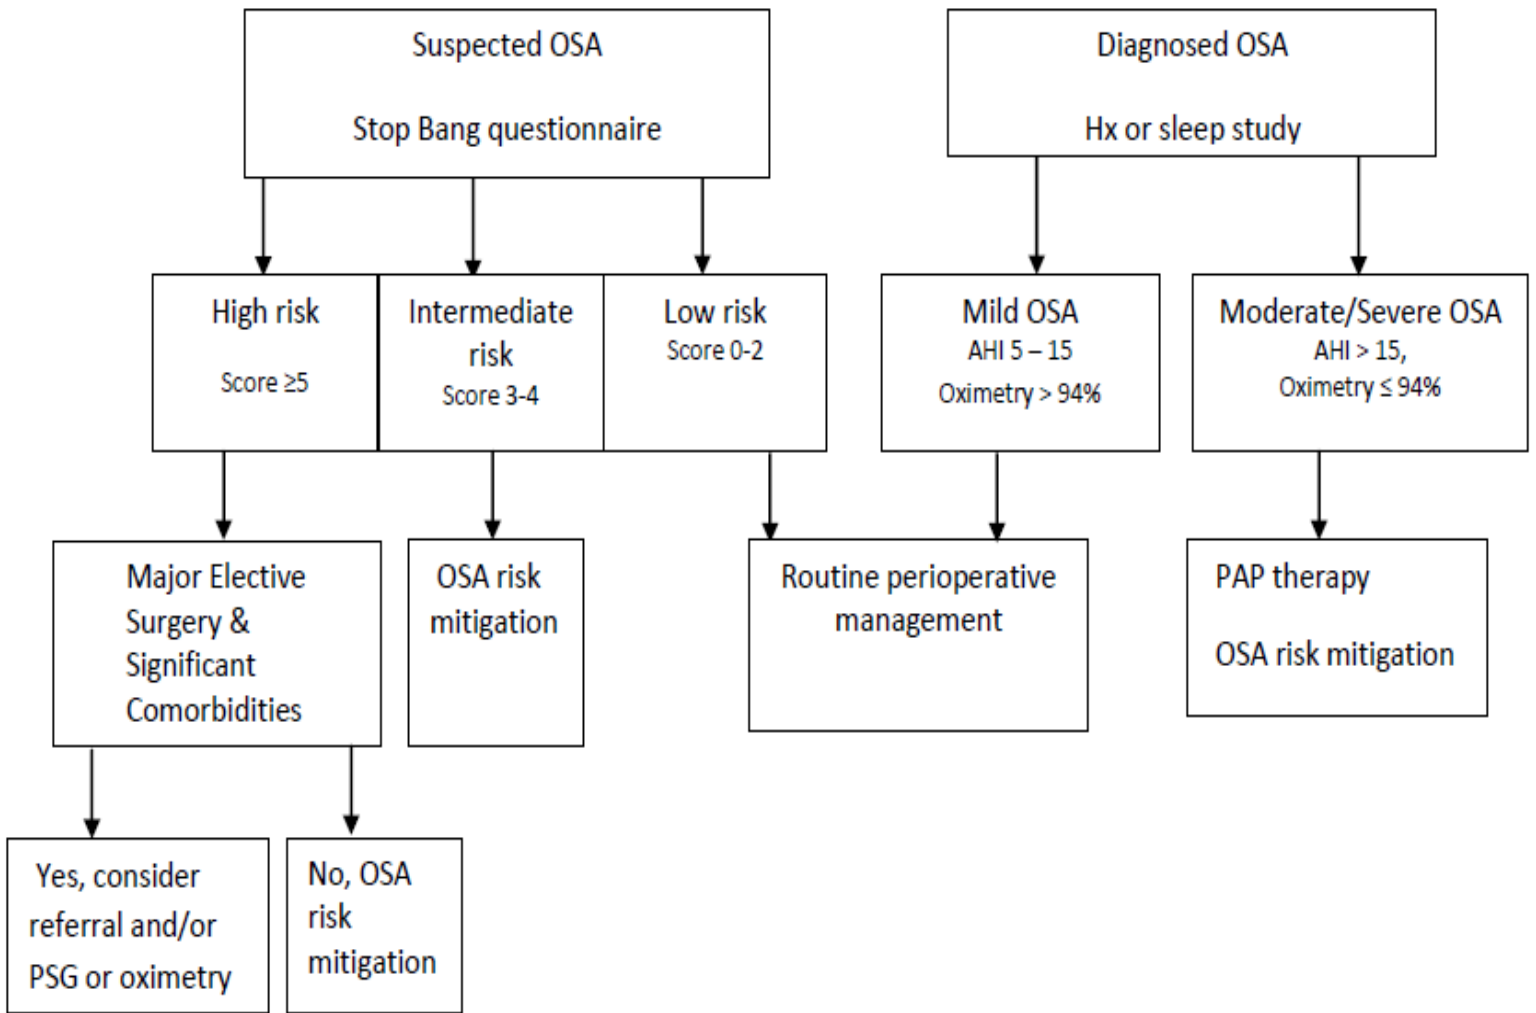 Suspected OSA
Stop Bang questionnaire
Diagnosed OSA
Hx or sleep study
High risk
Score ≥5
Intermediate
risk
Score 3-4
Low risk
Score 0-2
Mild OSA
AHI 5 – 15
Oximetry > 94%
Moderate/Severe OSA
AHI > 15,
Oximetry ≤ 94%
Major Elective
Surgery &
Significant
Comorbidities
OSA risk
mitigation
Routine perioperative
management
PAP therapy
OSA risk mitigation
Yes, consider
referral and/or
PSG or oximetry
No, OSA
risk
mitigation